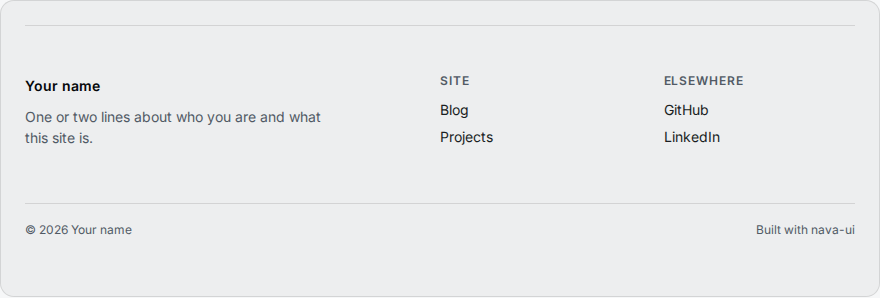 Your name
One or two lines about who you are and what
this site is.
SITE
Blog
Projects
ELSEWHERE
GitHub
LinkedIn
© 2026 Your name
Built with nava-ui